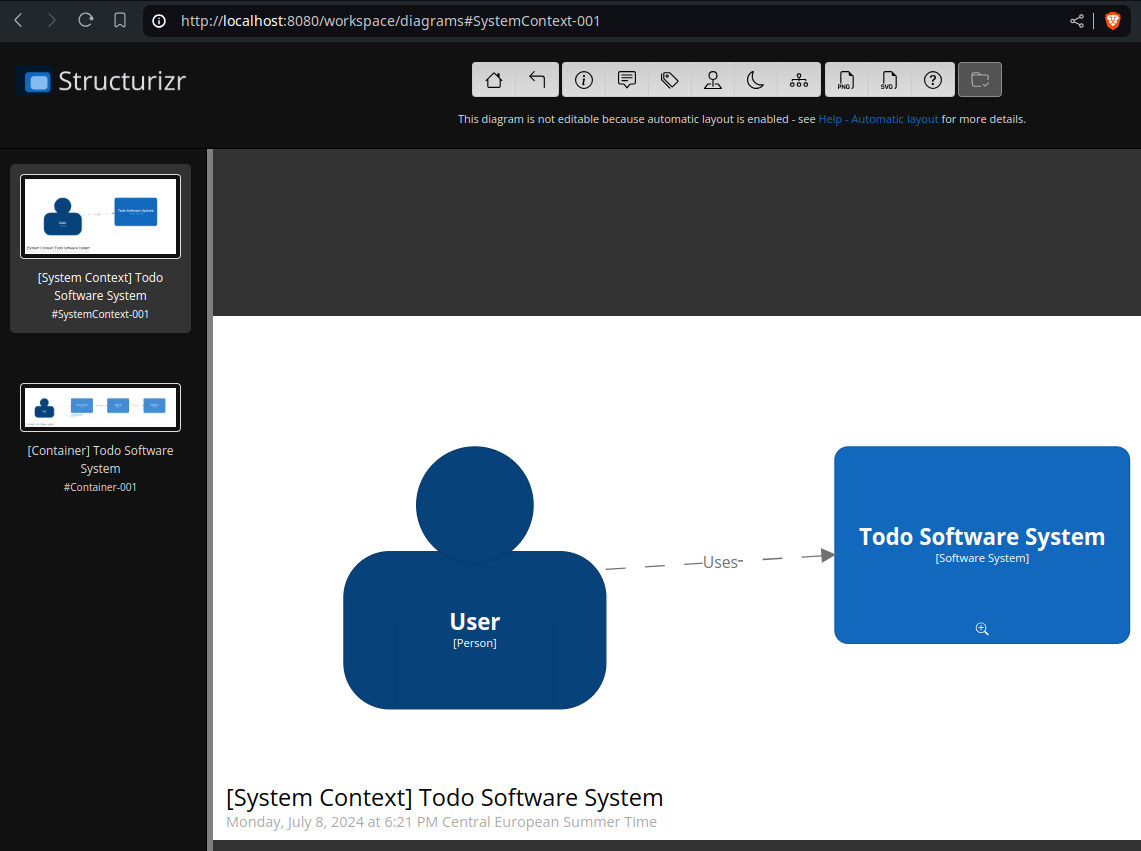 http://localhost:8080/workspace/diagrams#SystemContext-001
Structurizr
PNG
SVG
This diagram is not editable because automatic layout is enabled - see Help - Automatic layout for more details.
[System Context] Todo
Software System
#SystemContext-001
[Container] Todo Software
System
#Container-001
User
[Person]
Uses
Todo Software System
[Software System]
[System Context] Todo Software System
Monday, July 8, 2024 at 6:21 PM Central European Summer Time